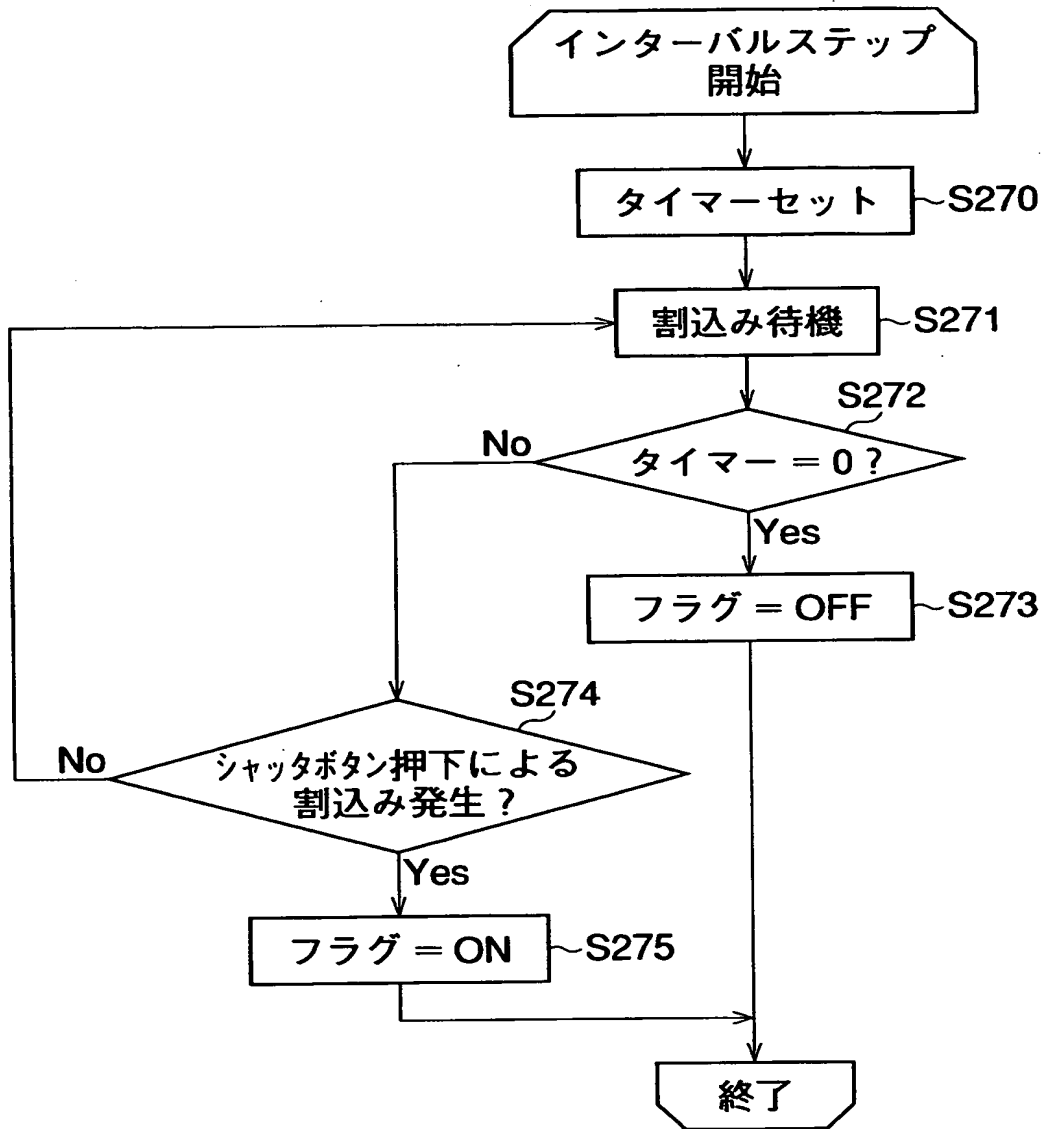 インターバルステップ
開始
タイマーセット
S270
割込み待機
S271
S272
タイマー = 0 ?
No
Yes
フラグ = OFF
S273
S274
シャッタボタン押下による
割込み発生 ?
No
Yes
フラグ = ON
S275
終了